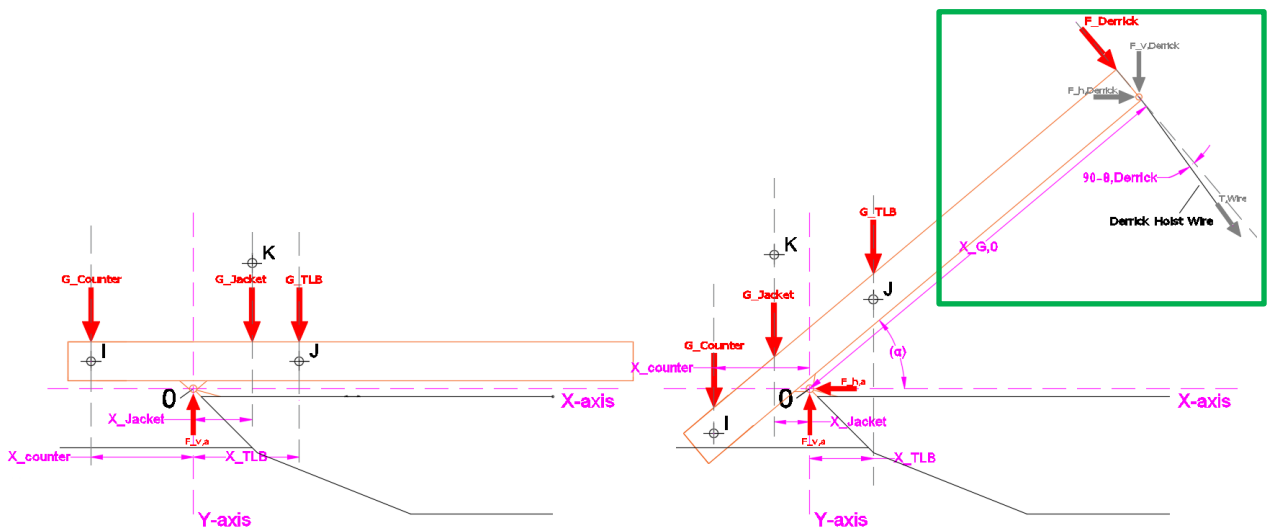 K
G_Counter
G_Jacket
G_TLB
I
J
0
X-axis
X_Jacket
F_v,a
X_counter
X_TLB
Y-axis
F_Derrick
F_v,Derrick
F_h,Derrick
90-θ,Derrick
T,Wire
Derrick Hoist Wire
G_TLB
X_G,0
K
J
G_Jacket
G_Counter
(α)
X_counter
F_h,a
0
X-axis
X_Jacket
I
F_v,a
X_TLB
Y-axis